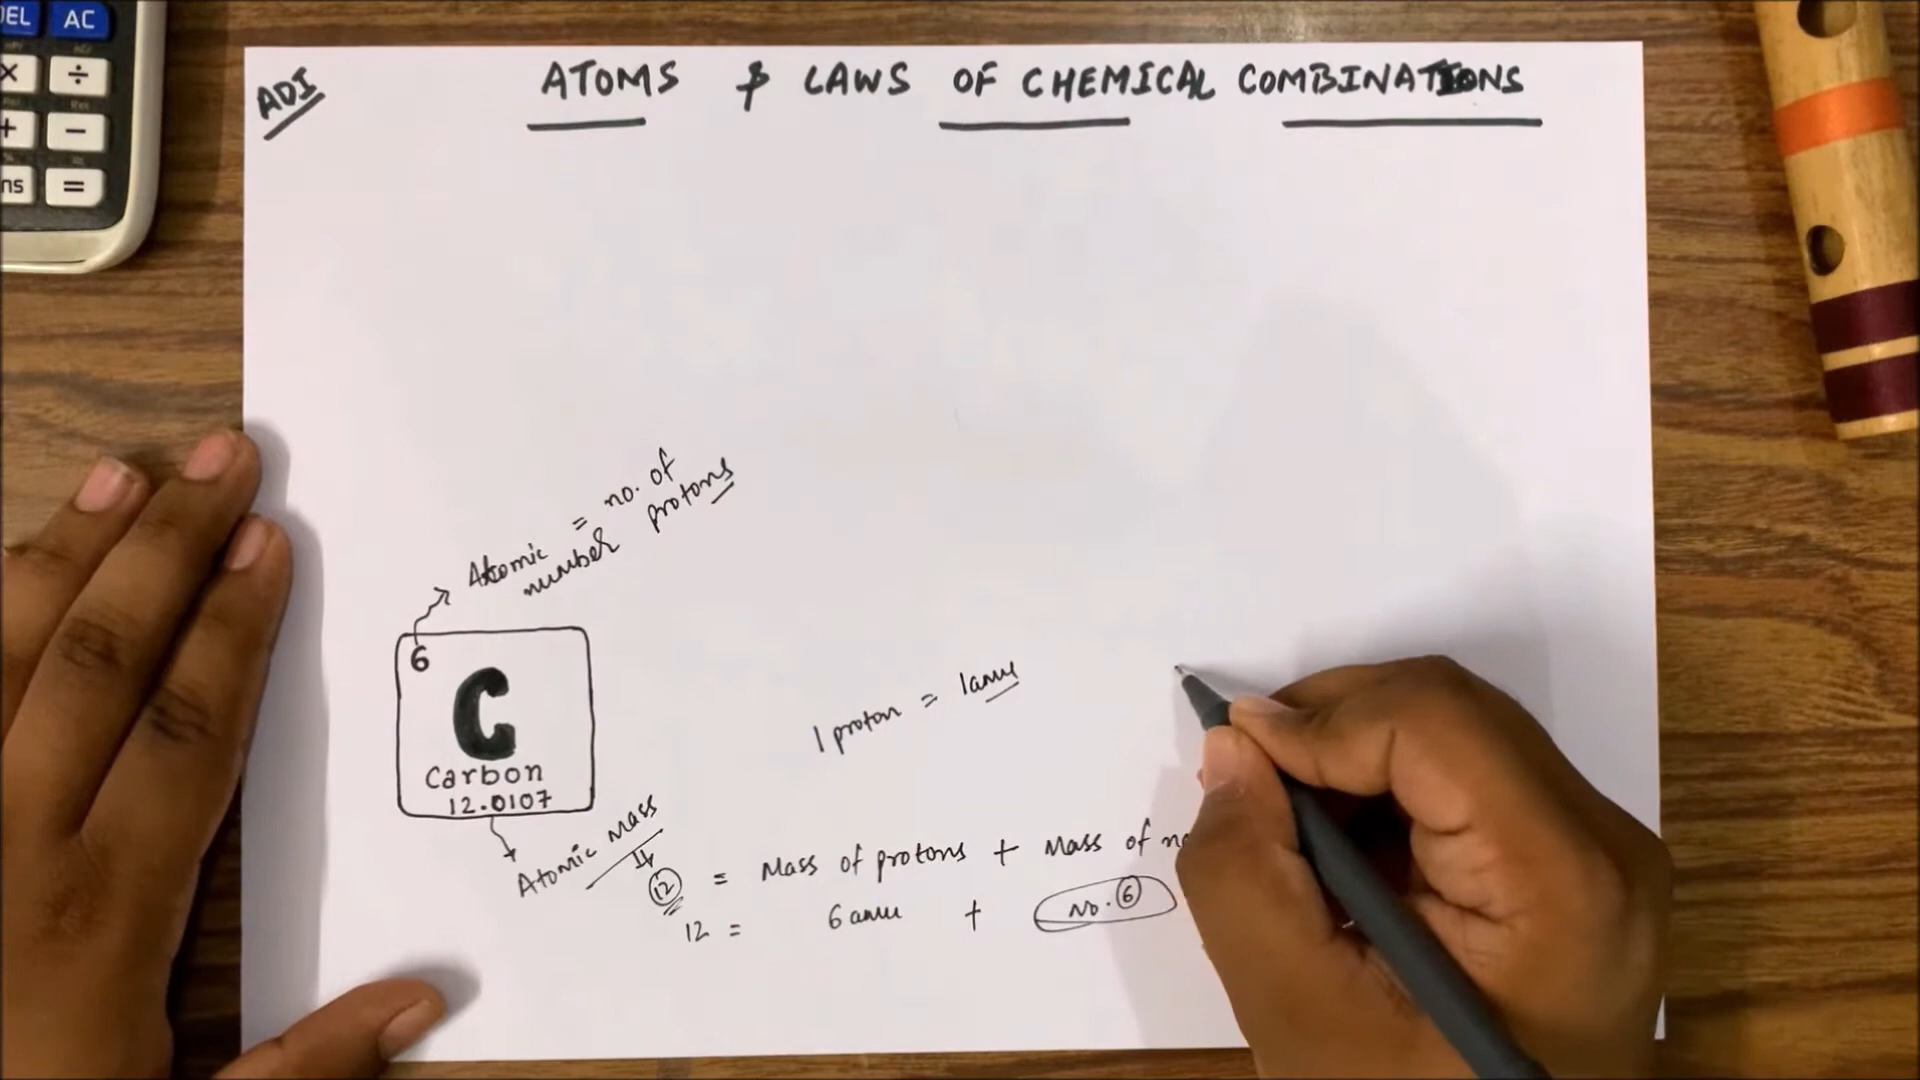 DEL AC
× ÷
+ −
ns =
ADI
ATOMS & LAWS OF CHEMICAL COMBINATIONS
Atomic = no. of
number protons
6
C
Carbon
12.0107
1 proton = 1amu
Atomic Mass
12 = Mass of protons + Mass of
12 = 6 amu + No. 6